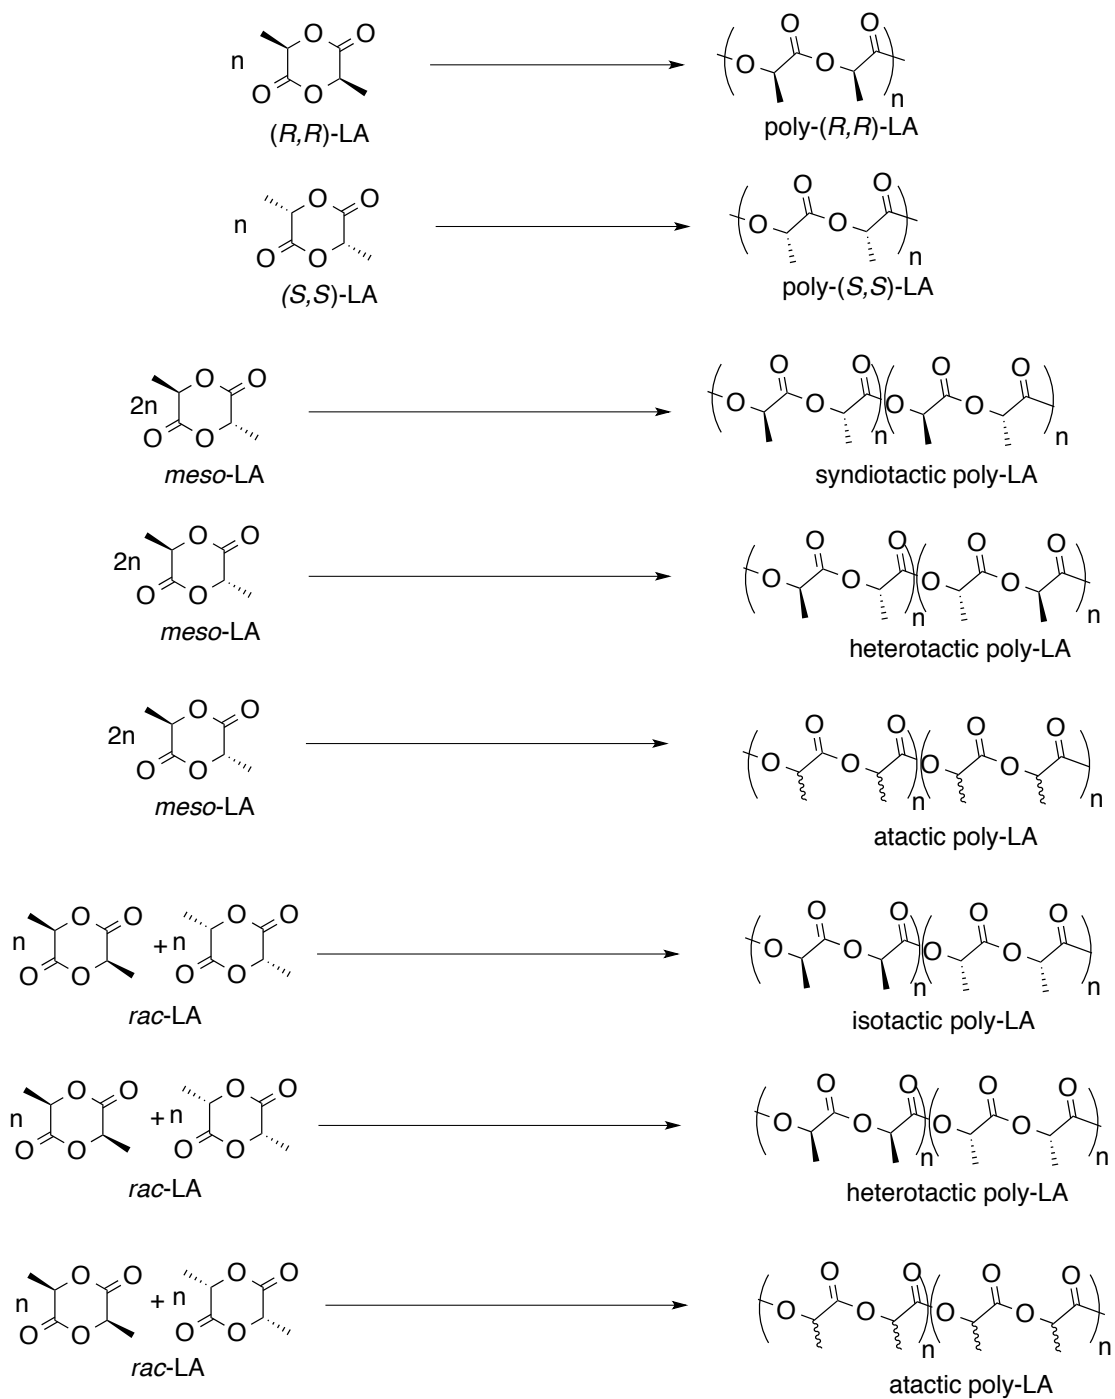 n O O O O
O O O O n
(R,R)-LA poly-(R,R)-LA
n O O O O
O O O O n
(S,S)-LA poly-(S,S)-LA
2n O O O O O O
O O O O O O n n
meso-LA syndiotactic poly-LA
2n O O O O O O
O O O O O O n n
meso-LA heterotactic poly-LA
2n O O O O O O
O O O O O O n n
meso-LA atactic poly-LA
n O O + n O O O O O O
O O O O O O O O n n
rac-LA isotactic poly-LA
n O O + n O O O O O O
O O O O O O O O n n
rac-LA heterotactic poly-LA
n O O + n O O O O O O
O O O O O O O O n n
rac-LA atactic poly-LA